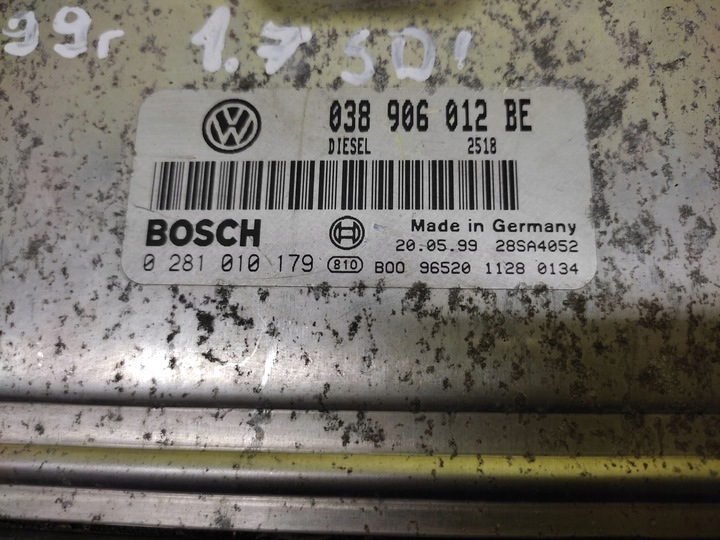 99г 1.7 SDI
038 906 012 BE
DIESEL 2518
BOSCH Made in Germany
20.05.99 28SA4052
0 281 010 179 810 B00 96520 1128 0134